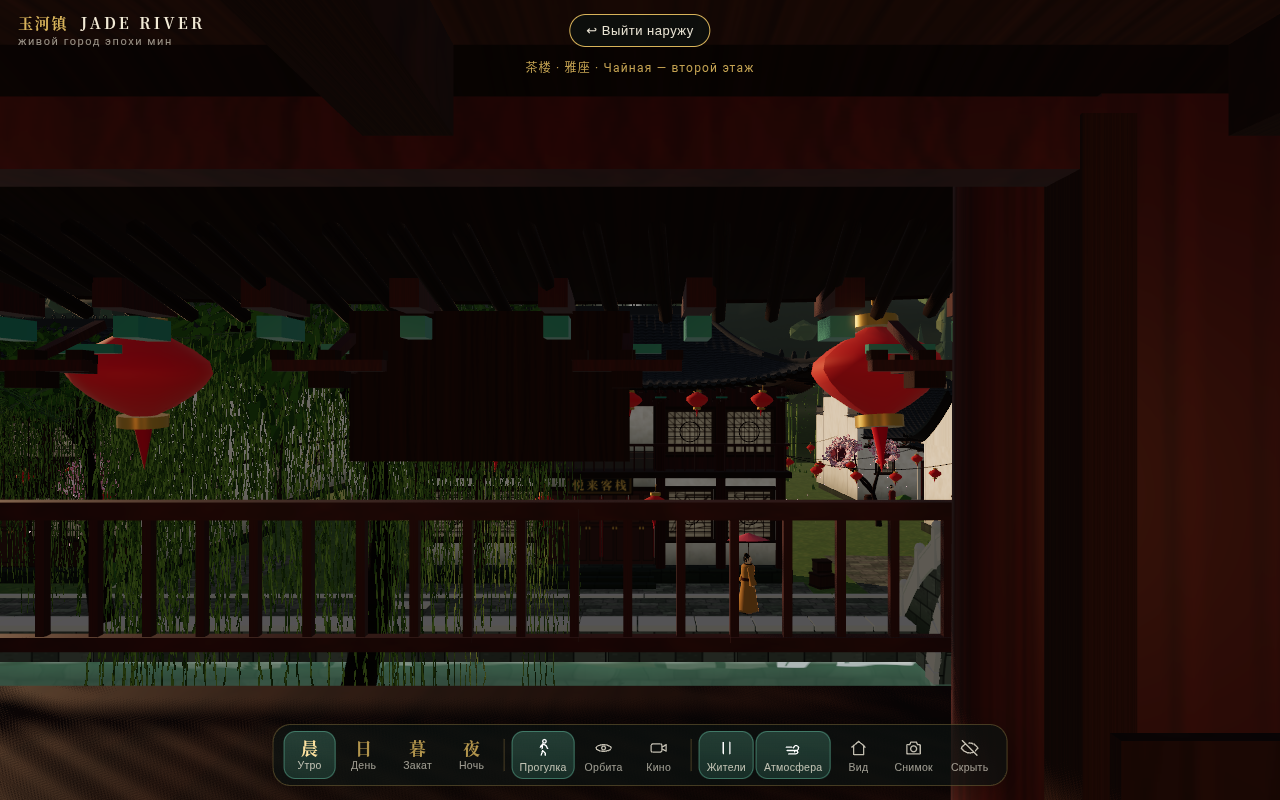 玉河镇 JADE RIVER
живой город эпохи мин
↩ Выйти наружу
茶楼 · 雅座 · Чайная — второй этаж
悦来客栈
晨 日 暮 夜
Утро День Закат Ночь Прогулка Орбита Кино Жители Атмосфера Вид Снимок Скрыть